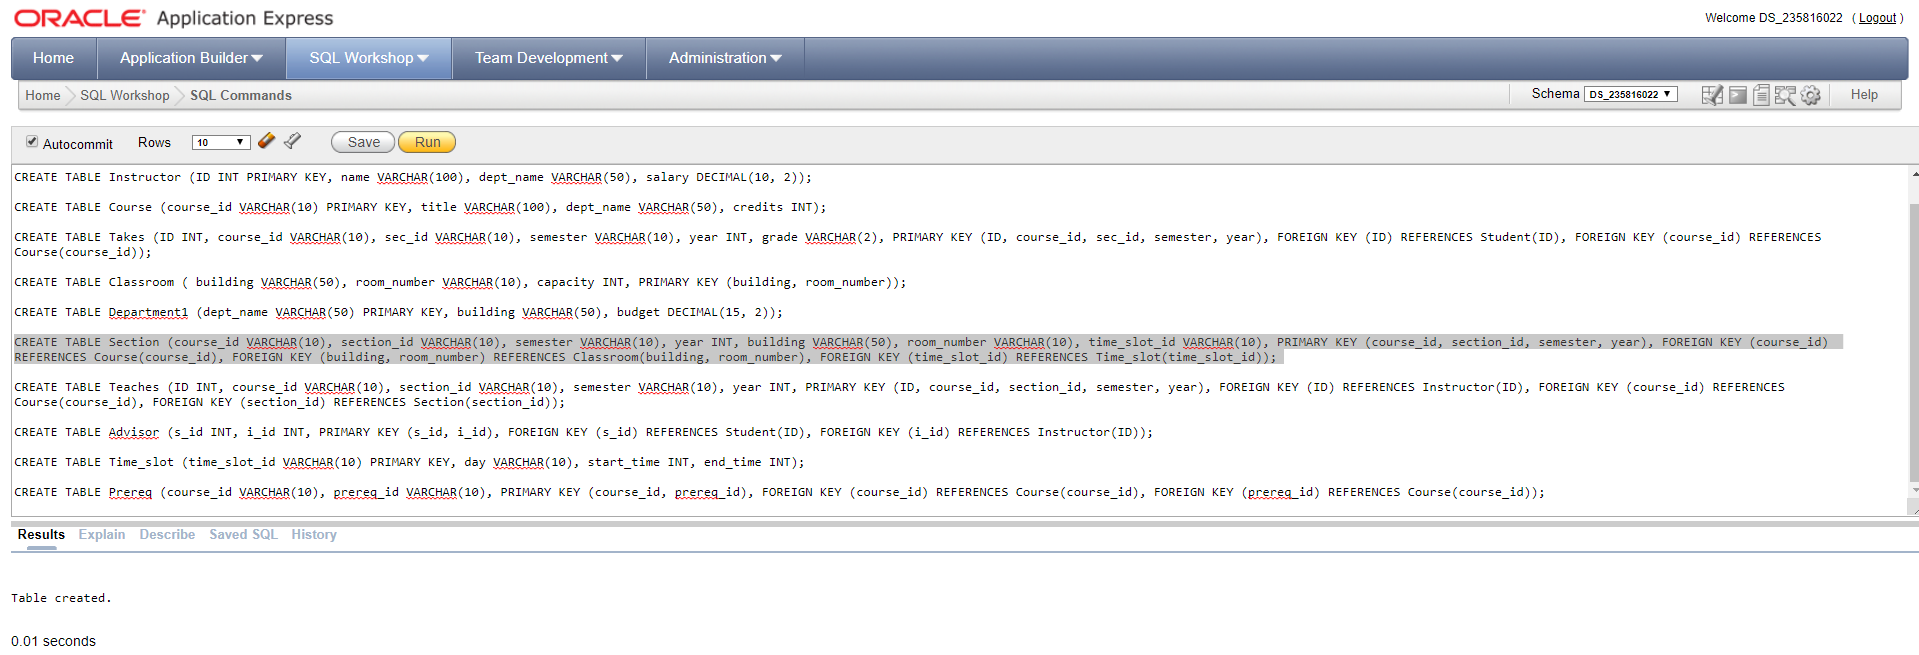 ORACLE Application Express
Welcome DS_235816022 ( Logout )
Home Application Builder SQL Workshop Team Development Administration
Home SQL Workshop SQL Commands Schema DS_235816022 Help
Autocommit Rows 10 Save Run
CREATE TABLE Instructor (ID INT PRIMARY KEY, name VARCHAR(100), dept_name VARCHAR(50), salary DECIMAL(10, 2));
CREATE TABLE Course (course_id VARCHAR(10) PRIMARY KEY, title VARCHAR(100), dept_name VARCHAR(50), credits INT);
CREATE TABLE Takes (ID INT, course_id VARCHAR(10), sec_id VARCHAR(10), semester VARCHAR(10), year INT, grade VARCHAR(2), PRIMARY KEY (ID, course_id, sec_id, semester, year), FOREIGN KEY (ID) REFERENCES Student(ID), FOREIGN KEY (course_id) REFERENCES
Course(course_id));
CREATE TABLE Classroom ( building VARCHAR(50), room_number VARCHAR(10), capacity INT, PRIMARY KEY (building, room_number));
CREATE TABLE Department1 (dept_name VARCHAR(50) PRIMARY KEY, building VARCHAR(50), budget DECIMAL(15, 2));
CREATE TABLE Section (course_id VARCHAR(10), section_id VARCHAR(10), semester VARCHAR(10), year INT, building VARCHAR(50), room_number VARCHAR(10), time_slot_id VARCHAR(10), PRIMARY KEY (course_id, section_id, semester, year), FOREIGN KEY (course_id)
REFERENCES Course(course_id), FOREIGN KEY (building, room_number) REFERENCES Classroom(building, room_number), FOREIGN KEY (time_slot_id) REFERENCES Time_slot(time_slot_id));
CREATE TABLE Teaches (ID INT, course_id VARCHAR(10), section_id VARCHAR(10), semester VARCHAR(10), year INT, PRIMARY KEY (ID, course_id, section_id, semester, year), FOREIGN KEY (ID) REFERENCES Instructor(ID), FOREIGN KEY (course_id) REFERENCES
Course(course_id), FOREIGN KEY (section_id) REFERENCES Section(section_id));
CREATE TABLE Advisor (s_id INT, i_id INT, PRIMARY KEY (s_id, i_id), FOREIGN KEY (s_id) REFERENCES Student(ID), FOREIGN KEY (i_id) REFERENCES Instructor(ID));
CREATE TABLE Time_slot (time_slot_id VARCHAR(10) PRIMARY KEY, day VARCHAR(10), start_time INT, end_time INT);
CREATE TABLE Prereq (course_id VARCHAR(10), prereq_id VARCHAR(10), PRIMARY KEY (course_id, prereq_id), FOREIGN KEY (course_id) REFERENCES Course(course_id), FOREIGN KEY (prereq_id) REFERENCES Course(course_id));
Results Explain Describe Saved SQL History
Table created.
0.01 seconds